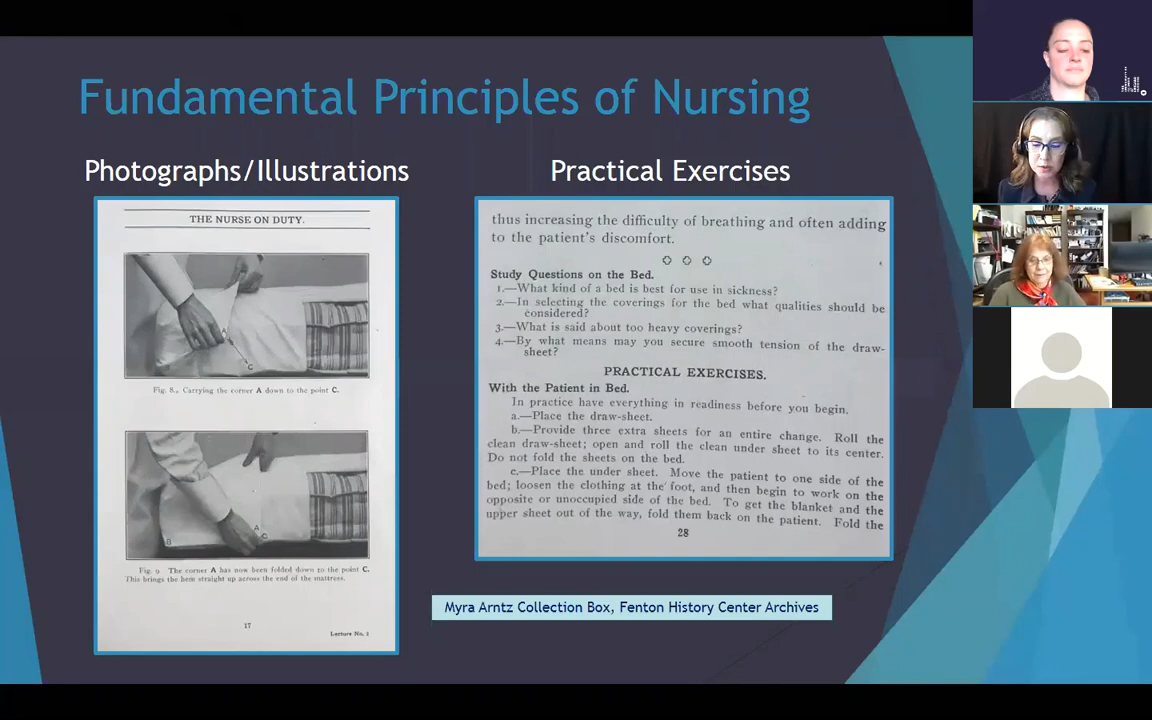 Fundamental Principles of Nursing
Photographs/Illustrations
THE NURSE ON DUTY.
A
C
Fig. 8.. Carrying the corner A down to the point C.
A
C
B
Fig. 9. The corner A has now been folded down to the point C.
This brings the hem straight up across the end of the mattress.
17
Lecture No. 2
Practical Exercises
thus increasing the difficulty of breathing and often adding
to the patient's discomfort.
Study Questions on the Bed.
1.—What kind of a bed is best for use in sickness?
2.—In selecting the coverings for the bed what qualities should be
considered?
3.—What is said about too heavy coverings?
4.—By what means may you secure smooth tension of the draw-
sheet?
PRACTICAL EXERCISES.
With the Patient in Bed.
In practice have everything in readiness before you begin.
a.—Place the draw-sheet.
b.—Provide three extra sheets for an entire change. Roll the
clean draw-sheet; open and roll the clean under sheet to its center.
Do not fold the sheets on the bed.
c.—Place the under sheet. Move the patient to one side of the
bed; loosen the clothing at the foot, and then begin to work on the
opposite or unoccupied side of the bed. To get the blanket and the
upper sheet out of the way, fold them back on the patient. Fold the
28
Myra Arntz Collection Box, Fenton History Center Archives